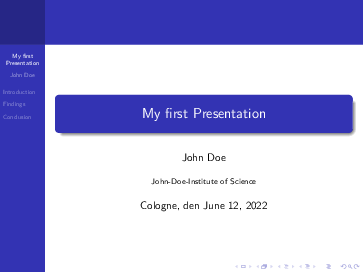 My first
Presentation
John Doe
Introduction
Findings
Conclusion
My first Presentation
John Doe
John-Doe-Institute of Science
Cologne, den June 12, 2022